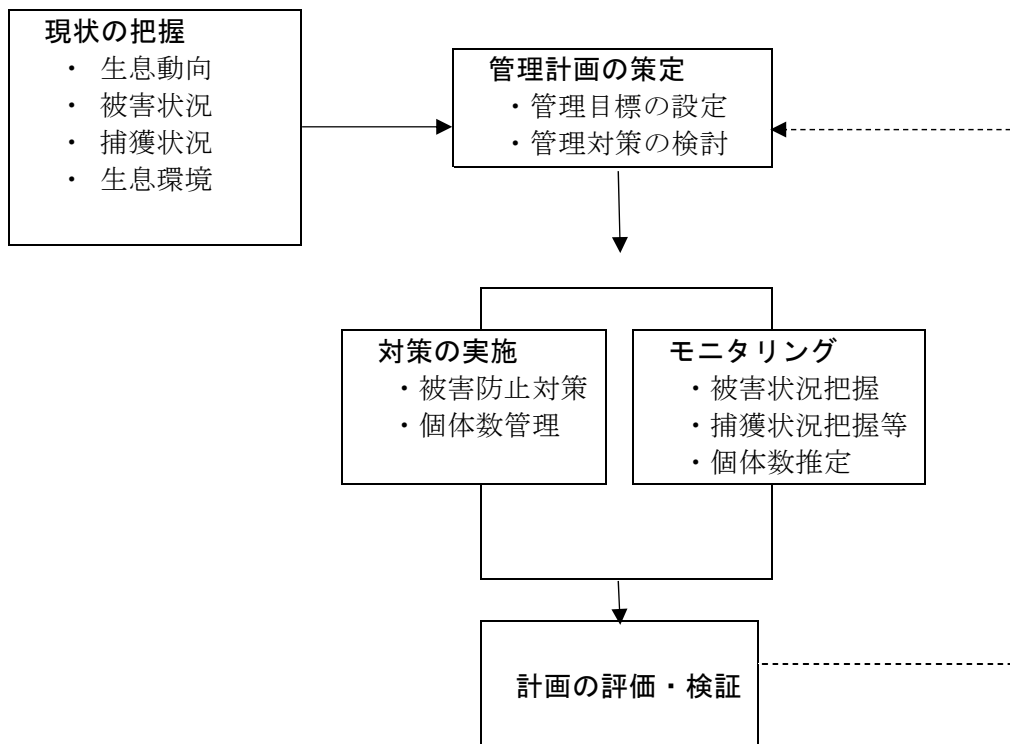 現状の把握
・ 生息動向
・ 被害状況
・ 捕獲状況
・ 生息環境
管理計画の策定
・管理目標の設定
・管理対策の検討
対策の実施
・被害防止対策
・個体数管理
モニタリング
・被害状況把握
・捕獲状況把握等
・個体数推定
計画の評価・検証